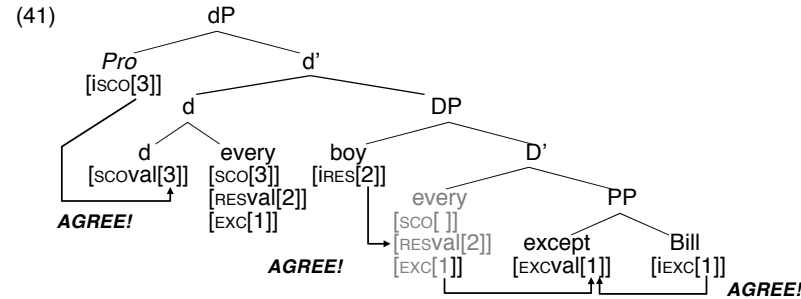 (41) dP
Pro d'
[iSCO[3]]
d DP
d every boy D'
[SCOval[3]] [SCO[3]] [iRES[2]]
[RESval[2]] every PP
[EXC[1]] [SCO[ ]]
AGREE! [RESval[2]] except Bill
AGREE! [EXC[1]] [EXCval[1]] [iEXC[1]]
AGREE!